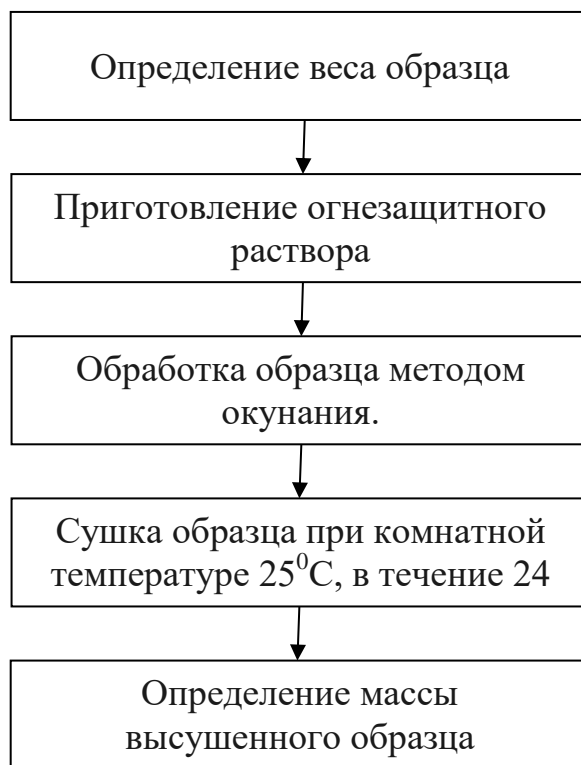 Определение веса образца
Приготовление огнезащитного
раствора
Обработка образца методом
окунания.
Сушка образца при комнатной
температуре 25⁰С, в течение 24
Определение массы
высушенного образца